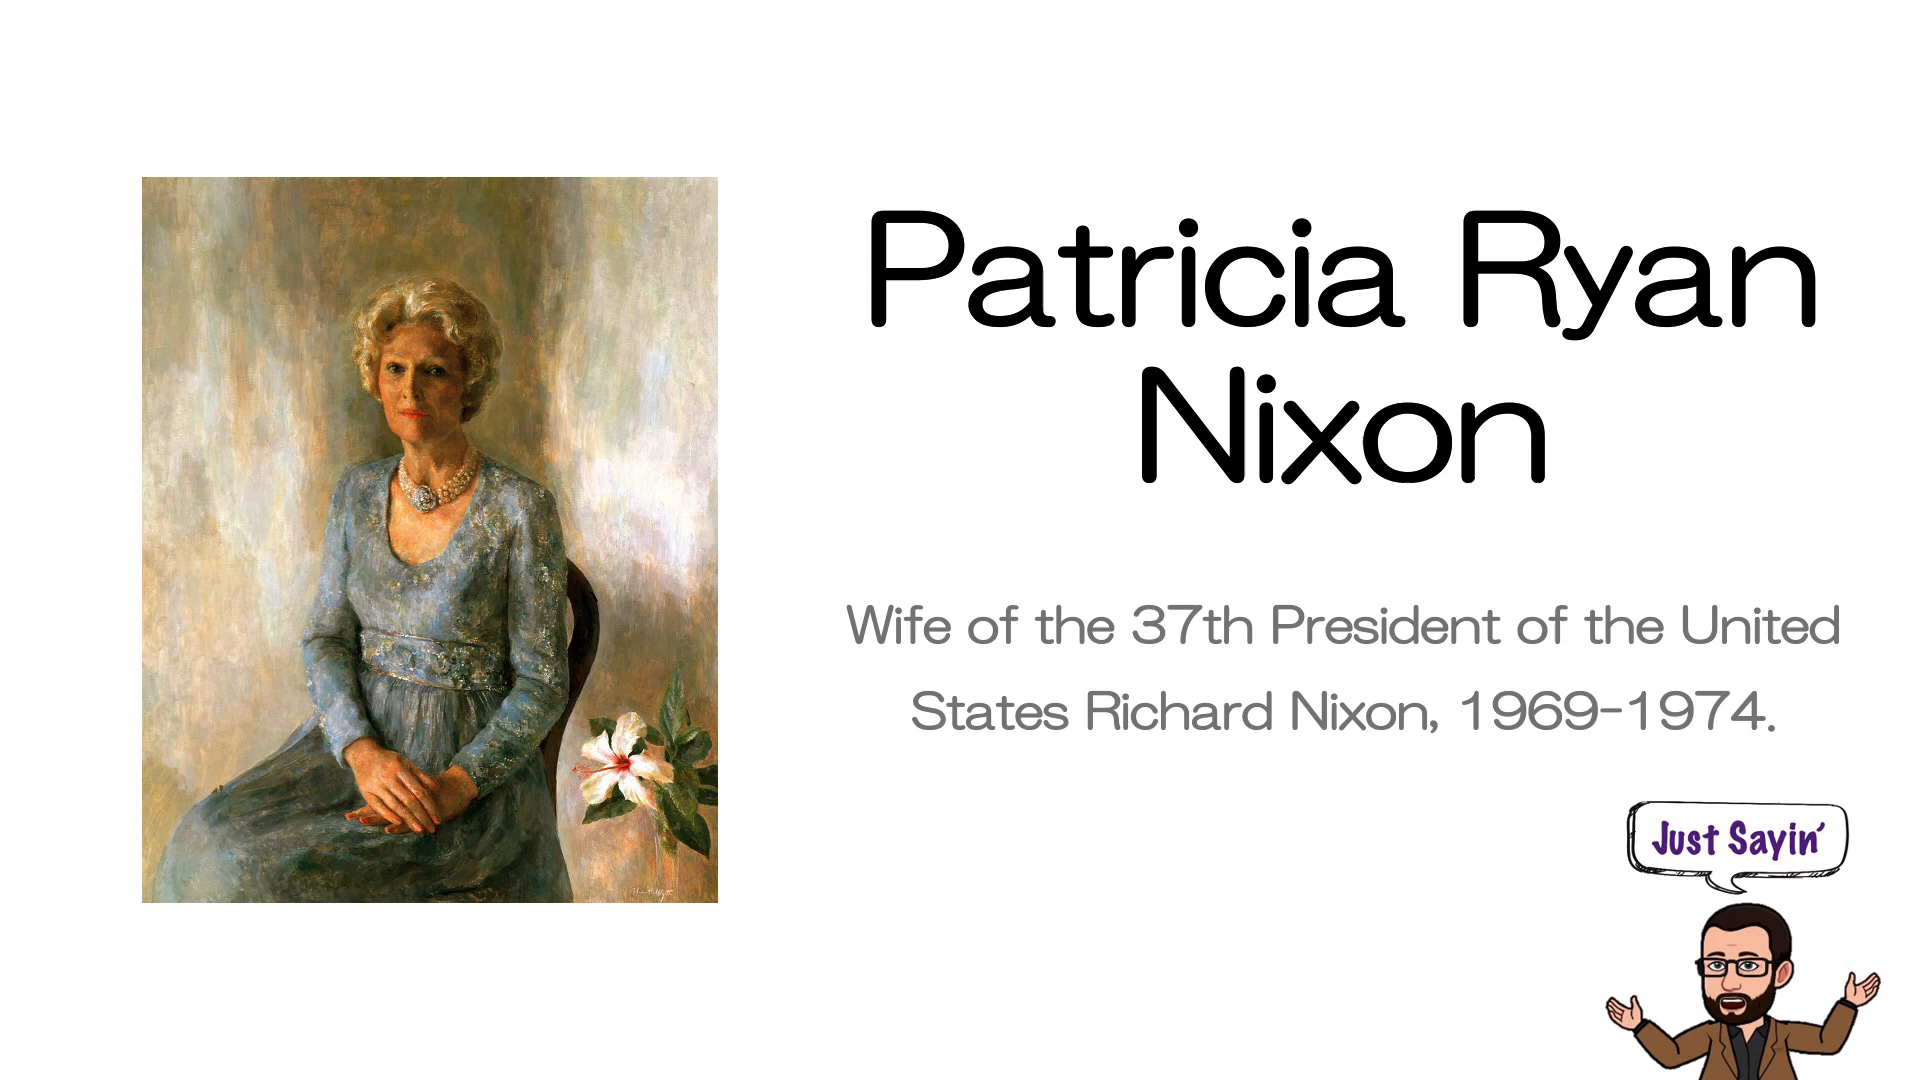 Patricia Ryan
Nixon
Wife of the 37th President of the United
States Richard Nixon, 1969-1974.
Just Sayin'